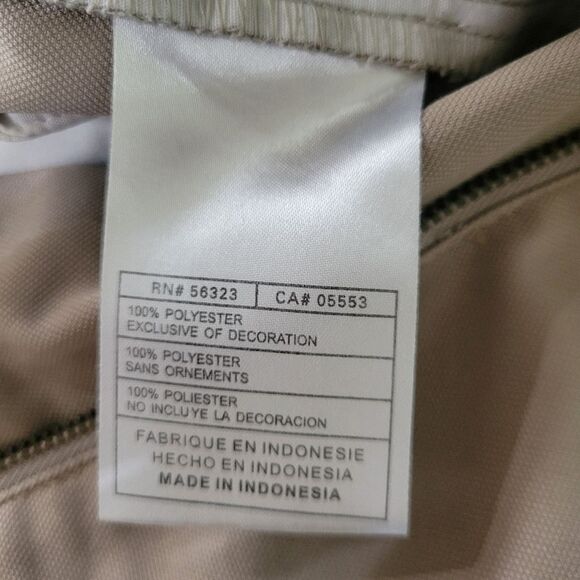 RN# 56323 CA# 05553
100% POLYESTER
EXCLUSIVE OF DECORATION
100% POLYESTER
SANS ORNEMENTS
100% POLIESTER
NO INCLUYE LA DECORACION
FABRIQUE EN INDONESIE
HECHO EN INDONESIA
MADE IN INDONESIA